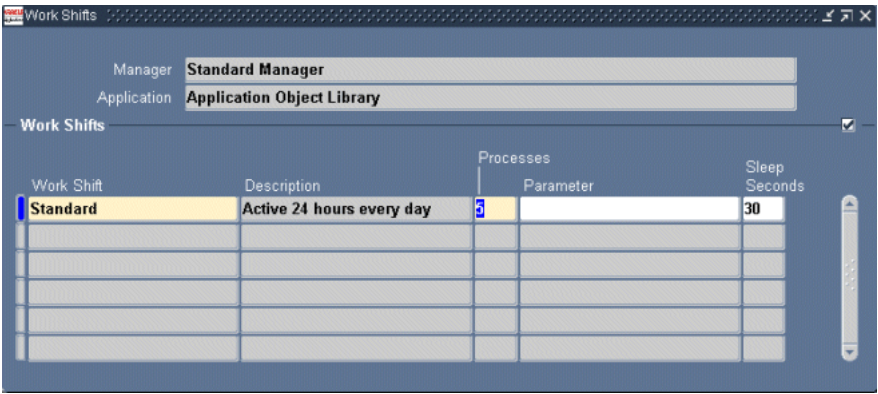 Work Shifts
Manager Standard Manager
Application Application Object Library
Work Shifts
Processes
Sleep
Work Shift Description Parameter Seconds
Standard Active 24 hours every day 5 30